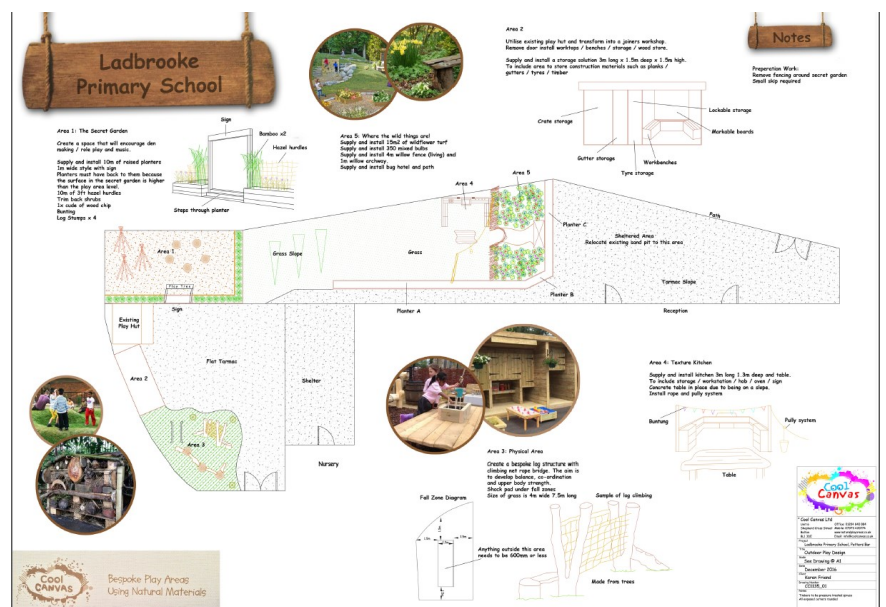 Ladbrooke
Primary School
Notes
Preparation Work:
Remove fencing around secret garden
Small skip required
Area 2
Utilise existing play hut and transform into a joiners workshop.
Remove door install worktops / benches / storage / wood store.
Supply and install a storage solution 3m long x 1.5m deep x 1.5m high.
To include area to store construction materials such as planks /
gutters / tyres / timber
Crate storage
Gutter storage
Tyre storage
Workbenches
Lockable storage
Markable boards
Area 1: The Secret Garden
Create a space that will encourage den
making / role play and music.
Supply and install 10m of raised planters
1m wide style with sign
Planters must have back to them because
the surface in the secret garden is higher
than the play area level.
10m of 3ft hazel hurdles
Trim back shrubs
1x cude of wood chip
Bunting
Log Stumps x 4
Sign
Bamboo x2
Hazel hurdles
Steps through planter
Area 5: Where the wild things are!
Supply and install 15m2 of wildflower turf
Supply and install 250 mixed bulbs
Supply and install 4m willow fence (living) and
1m willow archway.
Supply and install bug hotel and path
Area 4
Area 5
Planter C
Area 1
Grass Slope
Grass
Sheltered Area
Relocate existing sand pit to this area
Tarmac Slope
Planter B
Planter A
Reception
Sign
Existing
Play Hut
Flat Tarmac
Area 2
Shelter
Area 3
Nursery
Area 4: Texture Kitchen
Supply and install kitchen 3m long 1.3m deep and table.
To include storage / workstation / hob / oven / sign
Concrete table in place due to being on a slope.
Install rope and pully system
Buntung
Pully system
Table
Area 3: Physical Area
Create a bespoke log structure with
climbing net rope bridge. The aim is
to develop balance, co-ordination
and upper body strength.
Shock pad under fall zones
Size of grass is 4m wide 7.5m long
Fall Zone Diagram
Anything outside this area
needs to be 600mm or less
Sample of log climbing
Made from trees
Cool
Canvas
Bespoke Play Areas
Using Natural Materials
Cool
Canvas
Cool Canvas Ltd
Ladbrooke Primary School, Potters Bar
Outdoor Play Design
See Drawing @ A1
December 2016
Karen Friend